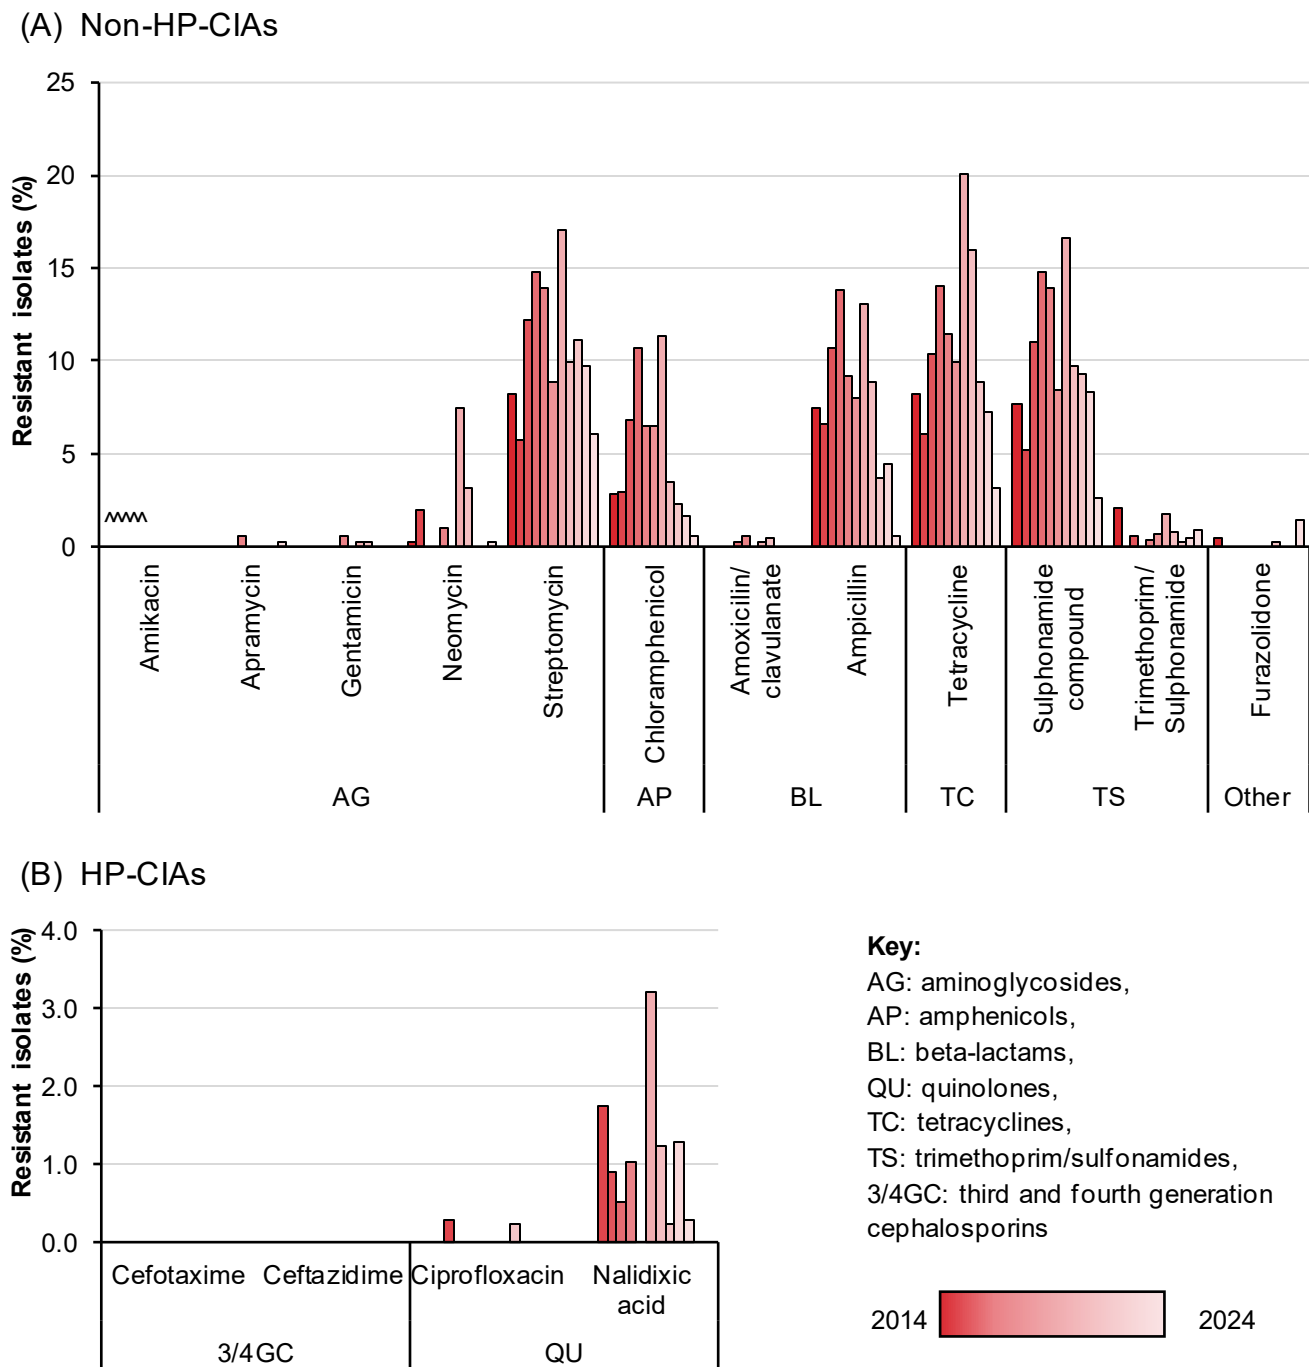 (A) Non-HP-CIAs
25
20
15
10
5
0
Resistant isolates (%)
^^^^^
Amikacin
Apramycin
Gentamicin
Neomycin
Streptomycin
Chloramphenicol
Amoxicilin/
clavulanate
Ampicillin
Tetracycline
Sulphonamide
compound
Trimethoprim/
Sulphonamide
Furazolidone
AG
AP
BL
TC
TS
Other
(B) HP-CIAs
4.0
3.0
2.0
1.0
0.0
Resistant isolates (%)
Cefotaxime
Ceftazidime
Ciprofloxacin
Nalidixic
acid
3/4GC
QU
Key:
AG: aminoglycosides,
AP: amphenicols,
BL: beta-lactams,
QU: quinolones,
TC: tetracyclines,
TS: trimethoprim/sulfonamides,
3/4GC: third and fourth generation
cephalosporins
2014
2024